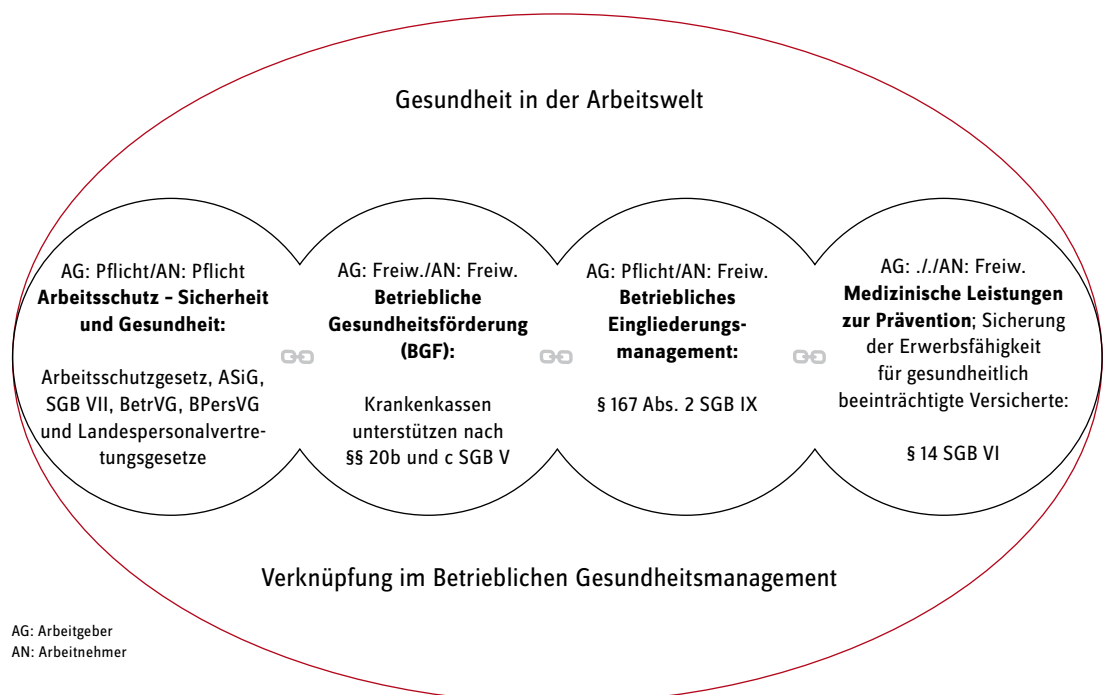 Gesundheit in der Arbeitswelt
AG: Pflicht/AN: Pflicht
Arbeitsschutz – Sicherheit
und Gesundheit:
Arbeitsschutzgesetz, ASiG,
SGB VII, BetrVG, BPersVG
und Landespersonalvertre-
tungsgesetze
AG: Freiw./AN: Freiw.
Betriebliche
Gesundheitsförderung
(BGF):
Krankenkassen
unterstützen nach
§§ 20b und c SGB V
AG: Pflicht/AN: Freiw.
Betriebliches
Eingliederungs-
management:
§ 167 Abs. 2 SGB IX
AG: ././AN: Freiw.
Medizinische Leistungen
zur Prävention; Sicherung
der Erwerbsfähigkeit
für gesundheitlich
beeinträchtigte Versicherte:
§ 14 SGB VI
Verknüpfung im Betrieblichen Gesundheitsmanagement
AG: Arbeitgeber
AN: Arbeitnehmer